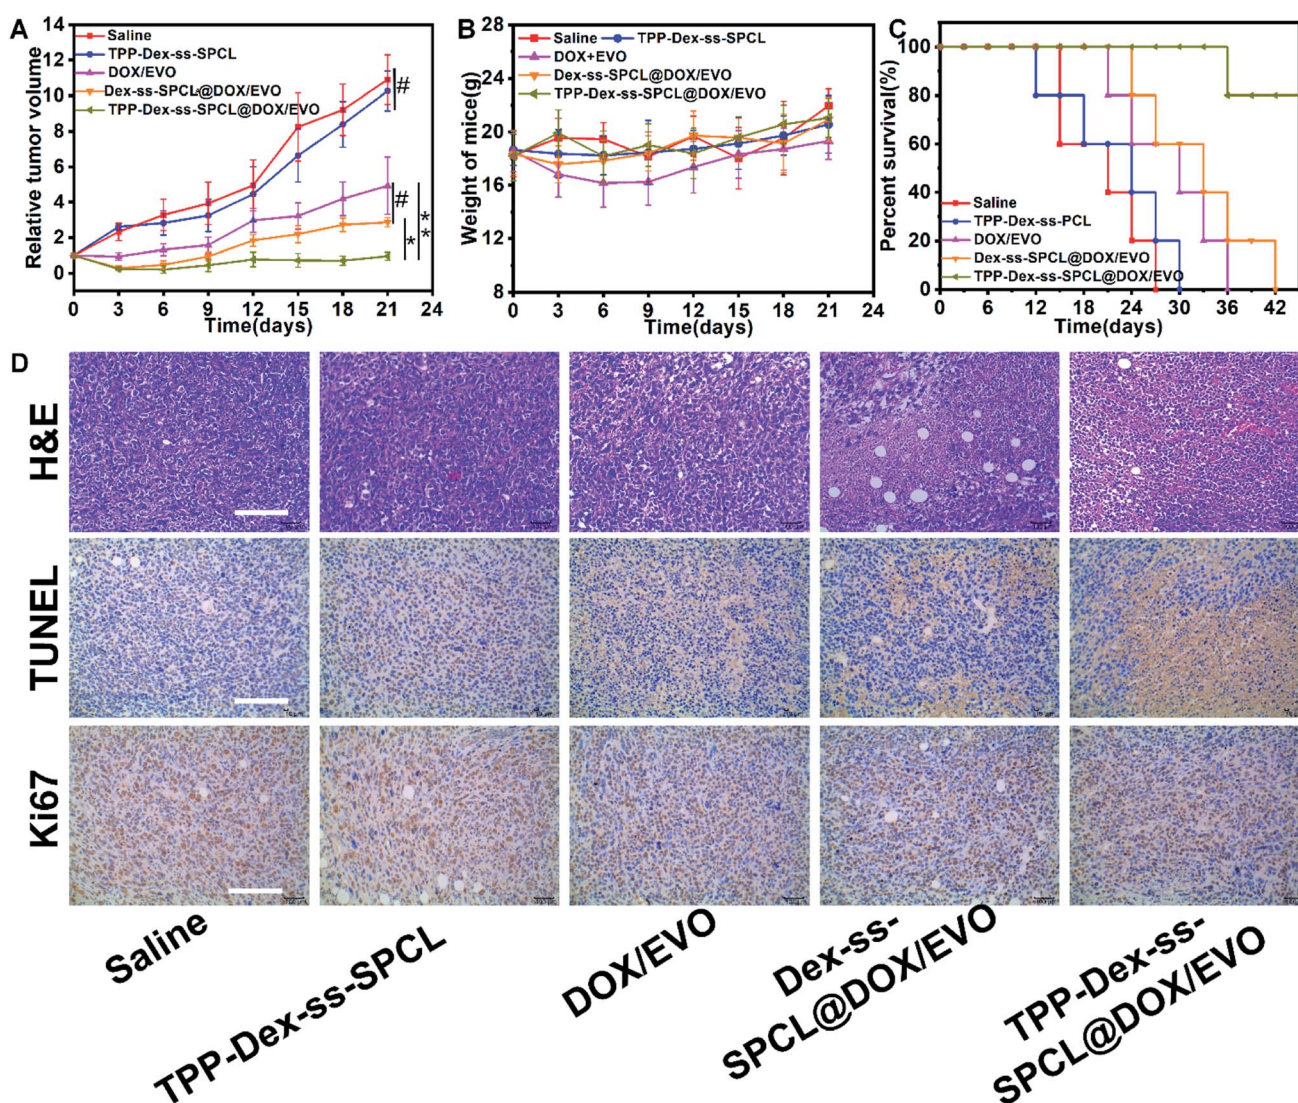 A
14
12
10
8
6
4
2
0
Relative tumor volume
Saline
TPP-Dex-ss-SPCL
DOX/EVO
Dex-ss-SPCL@DOX/EVO
TPP-Dex-ss-SPCL@DOX/EVO
#
#
*
*
*
0 3 6 9 12 15 18 21 24
Time(days)
B
28
24
20
16
12
8
Weight of mice(g)
Saline TPP-Dex-ss-SPCL
DOX+EVO
Dex-ss-SPCL@DOX/EVO
TPP-Dex-ss-SPCL@DOX/EVO
0 3 6 9 12 15 18 21 24
Time(days)
C
100
80
60
40
20
0
Percent survival(%)
Saline
TPP-Dex-ss-PCL
DOX/EVO
Dex-ss-SPCL@DOX/EVO
TPP-Dex-ss-SPCL@DOX/EVO
0 6 12 18 24 30 36 42
Time(days)
D
H&E
TUNEL
Ki67
Saline
TPP-Dex-ss-SPCL
DOX/EVO
Dex-ss-
SPCL@DOX/EVO
TPP-Dex-ss-
SPCL@DOX/EVO